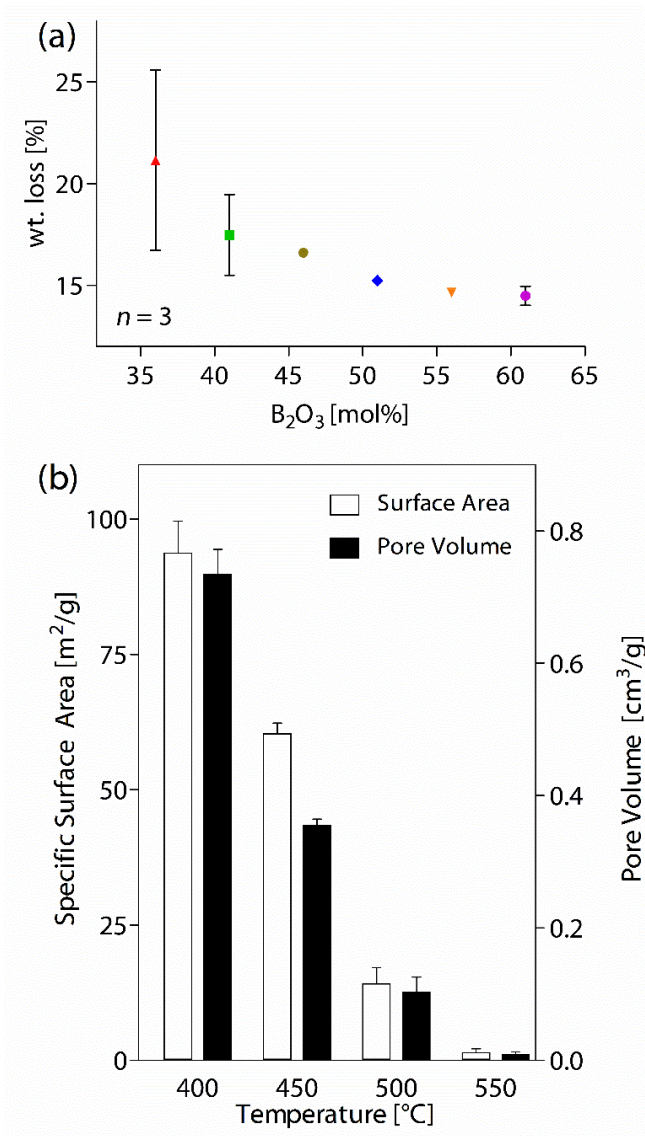 (a)
wt. loss [%]
25
20
15
n = 3
35 40 45 50 55 60 65
B₂O₃ [mol%]
(b)
Surface Area
Pore Volume
Specific Surface Area [m²/g]
100
75
50
25
0
0.8
0.6
0.4
0.2
0.0
Pore Volume [cm³/g]
400 450 500 550
Temperature [°C]